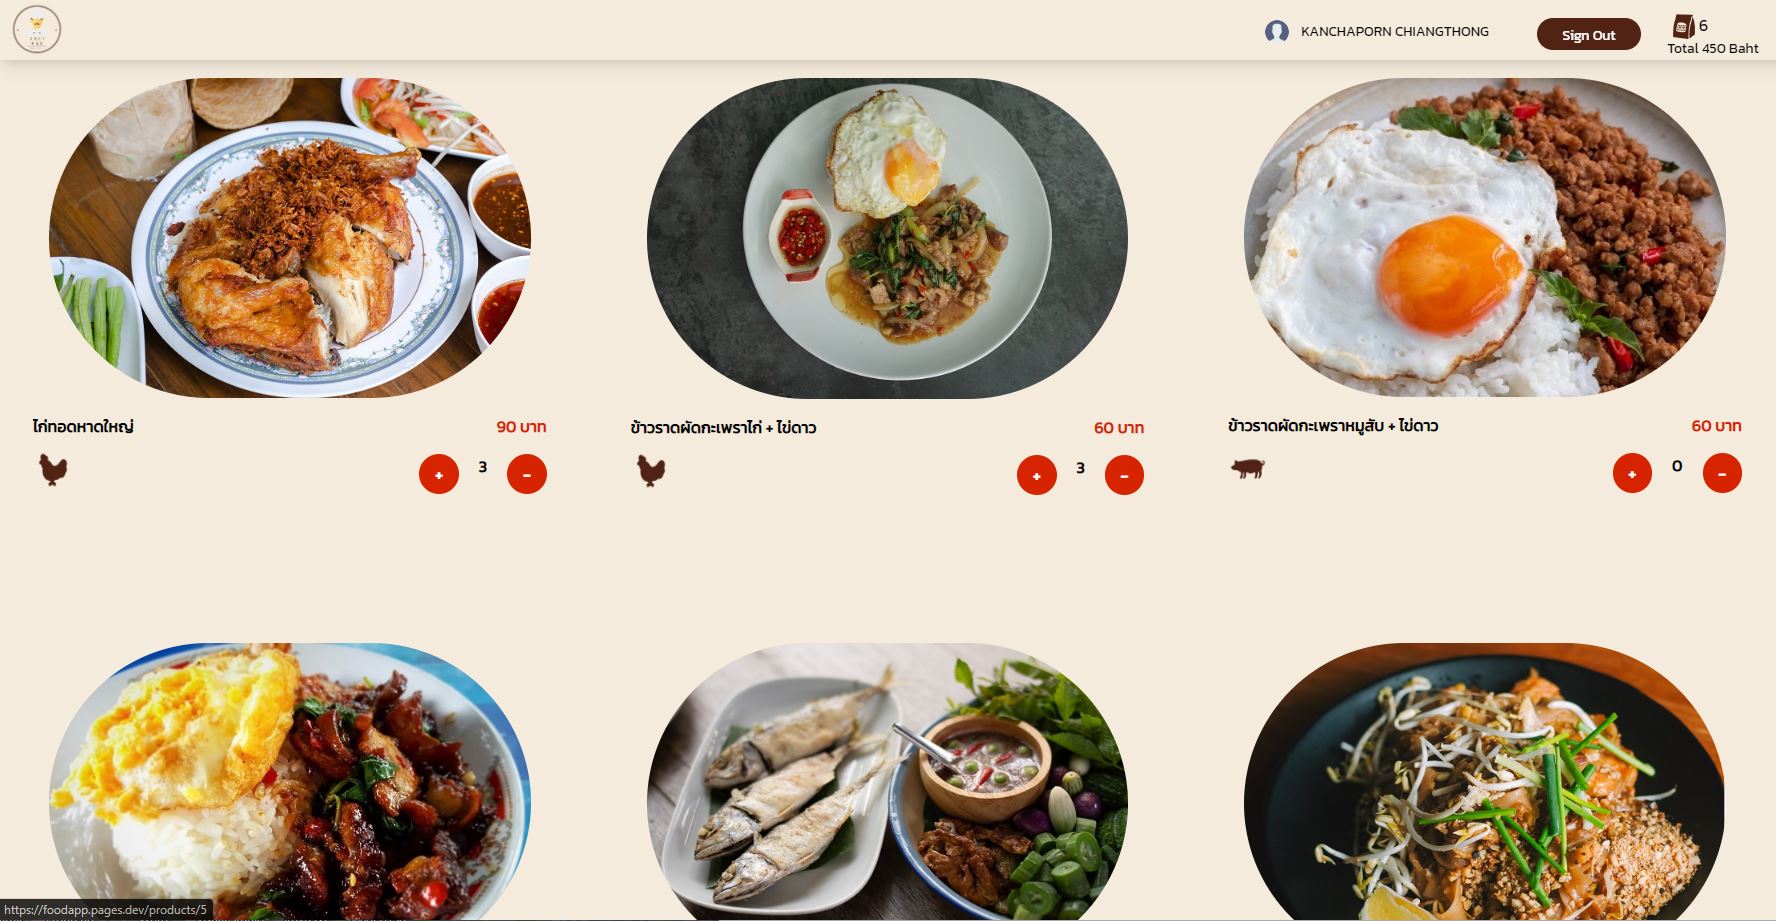 KANCHAPORN CHIANGTHONG
Sign Out
6
Total 450 Baht
ไก่ทอดหาดใหญ่
90 บาท
+ 3 -
ข้าวราดผัดกะเพราไก่ + ไข่ดาว
60 บาท
+ 3 -
ข้าวราดผัดกะเพราหมูสับ + ไข่ดาว
60 บาท
+ 0 -
https://foodapp.pages.dev/products/5